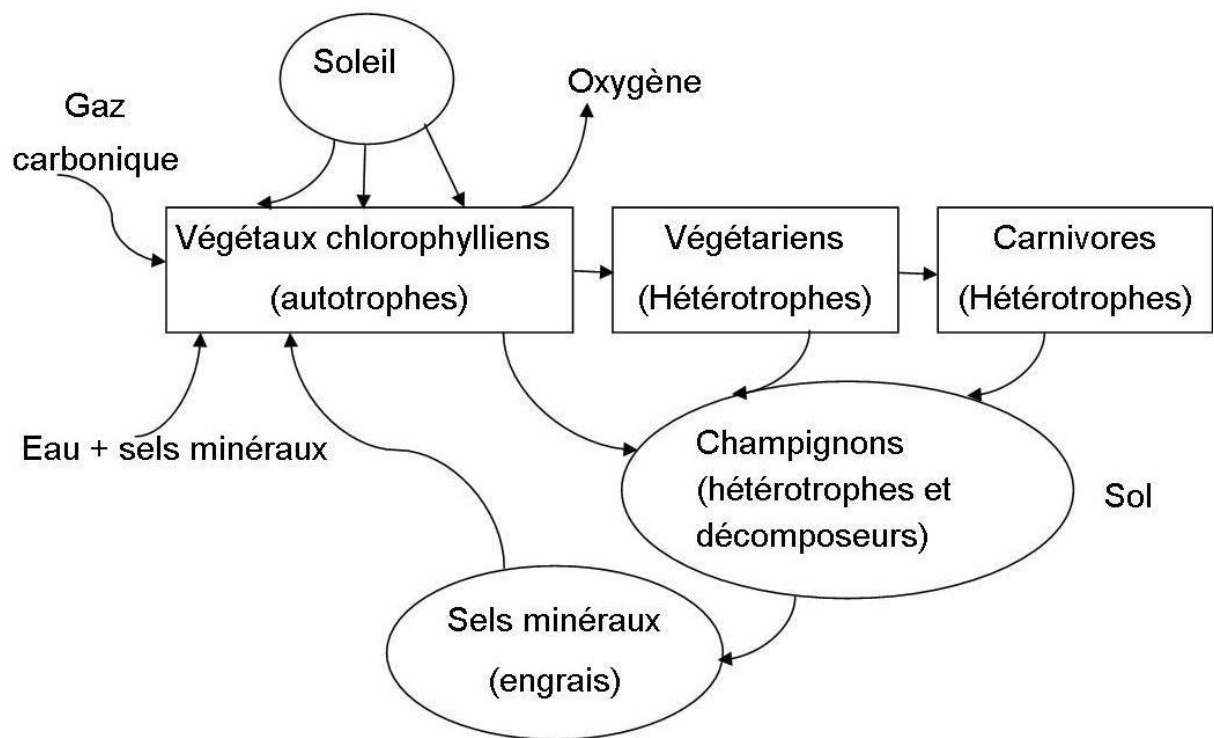 Soleil
Oxygène
Gaz
carbonique
Végétaux chlorophylliens
(autotrophes)
Végétariens
(Hétérotrophes)
Carnivores
(Hétérotrophes)
Eau + sels minéraux
Champignons
(hétérotrophes et
décomposeurs)
Sol
Sels minéraux
(engrais)